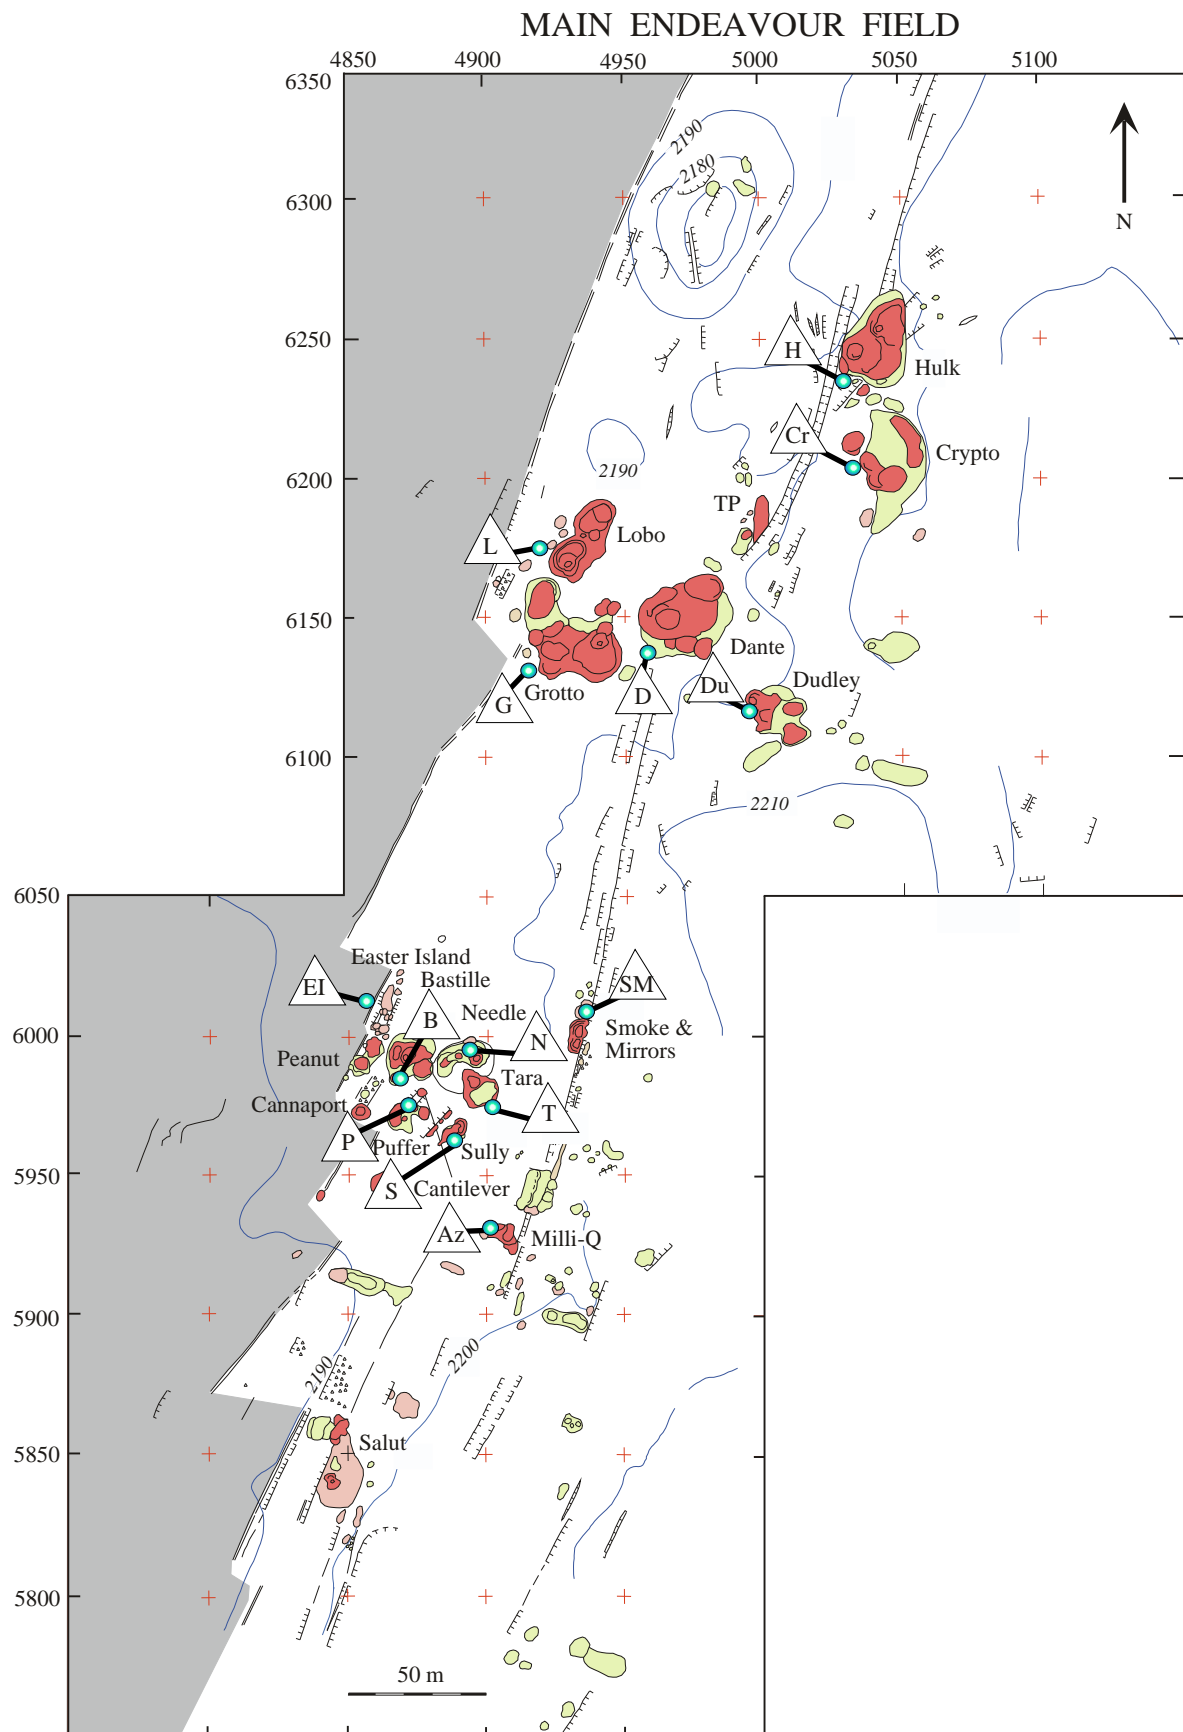 MAIN ENDEAVOUR FIELD
4850 4900 4950 5000 5050 5100
6350
2190
2180
6300
N
6250
H
Hulk
Cr
Crypto
2190
6200
TP
L
Lobo
6150
Dante
G
Grotto
D
Du
Dudley
6100
2210
6050
Easter Island
EI
Bastille
SM
B
Needle
N
Smoke &
Mirrors
6000
Peanut
Tara
Cannaport
T
P
Puffer
Sully
5950
S
Cantilever
Az
Milli-Q
5900
2190
2200
Salut
5850
5800
50 m